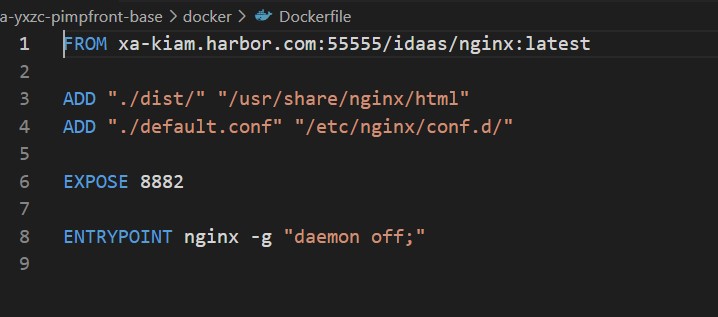 a-yxzc-pimpfront-base > docker > Dockerfile
1 FROM xa-kiam.harbor.com:55555/idaas/nginx:latest
2
3 ADD "./dist/" "/usr/share/nginx/html"
4 ADD "./default.conf" "/etc/nginx/conf.d/"
5
6 EXPOSE 8882
7
8 ENTRYPOINT nginx -g "daemon off;"
9